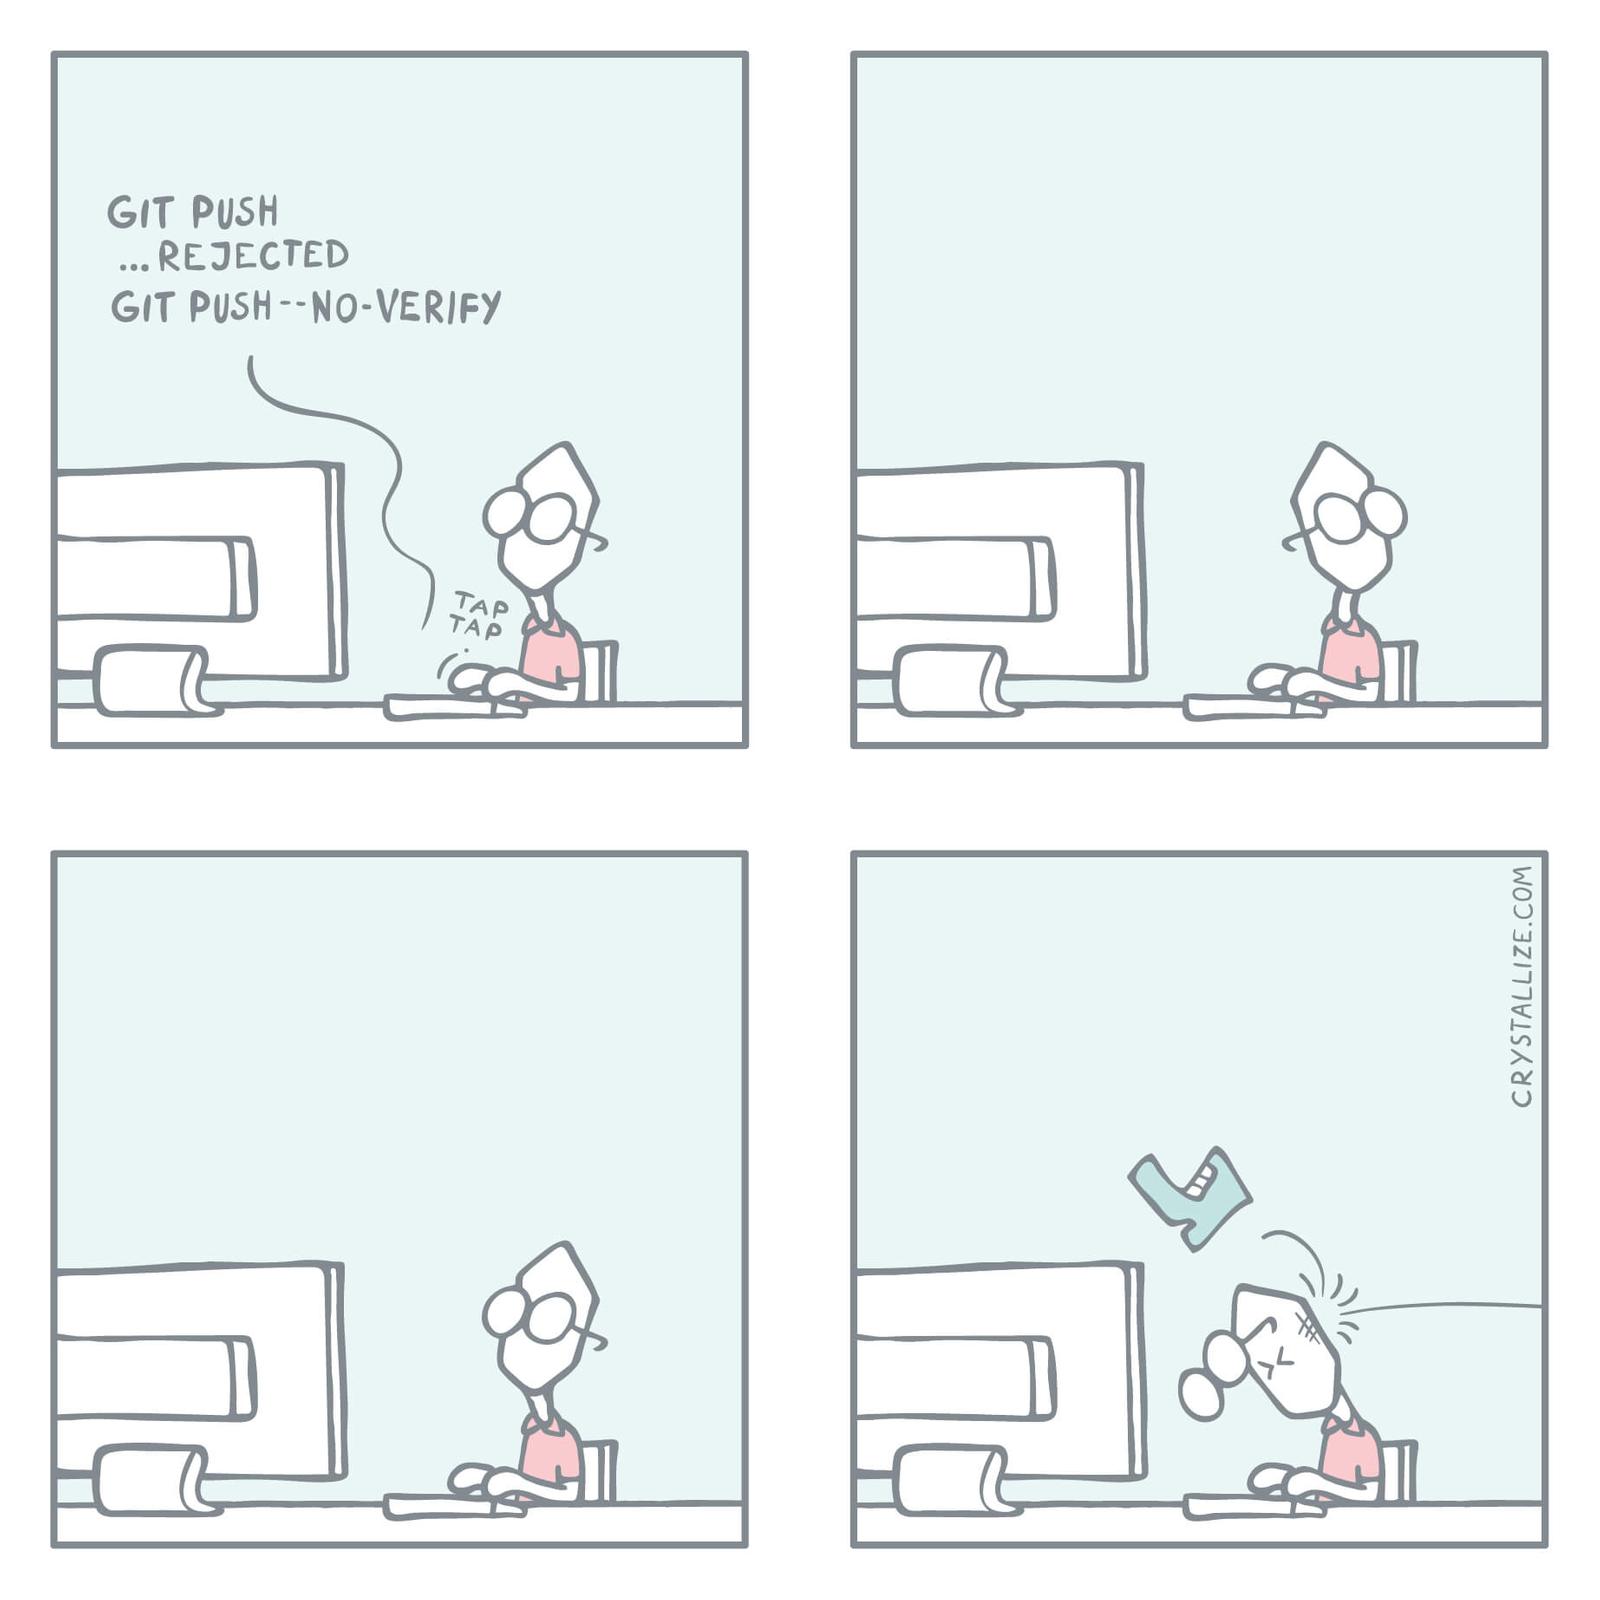 GIT PUSH
...REJECTED
GIT PUSH--NO-VERIFY
TAP
TAP
CRYSTALLIZE.COM